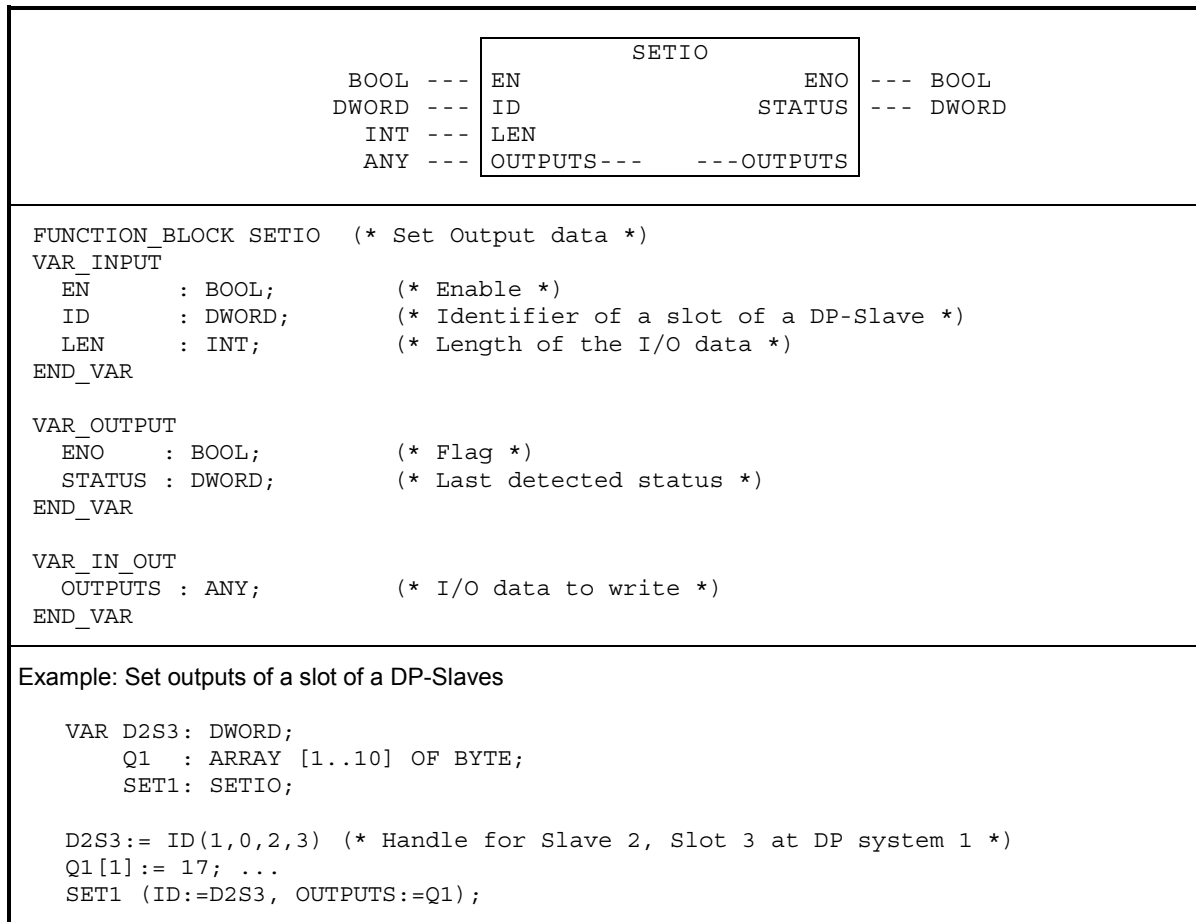 SETIO
BOOL --- EN ENO --- BOOL
DWORD --- ID STATUS --- DWORD
INT --- LEN
ANY --- OUTPUTS--- ---OUTPUTS
FUNCTION_BLOCK SETIO (* Set Output data *)
VAR_INPUT
EN : BOOL; (* Enable *)
ID : DWORD; (* Identifier of a slot of a DP-Slave *)
LEN : INT; (* Length of the I/O data *)
END_VAR
VAR_OUTPUT
ENO : BOOL; (* Flag *)
STATUS : DWORD; (* Last detected status *)
END_VAR
VAR_IN_OUT
OUTPUTS : ANY; (* I/O data to write *)
END_VAR
Example: Set outputs of a slot of a DP-Slaves
VAR D2S3: DWORD;
Q1 : ARRAY [1..10] OF BYTE;
SET1: SETIO;
D2S3:= ID(1,0,2,3) (* Handle for Slave 2, Slot 3 at DP system 1 *)
Q1[1]:= 17; ...
SET1 (ID:=D2S3, OUTPUTS:=Q1);